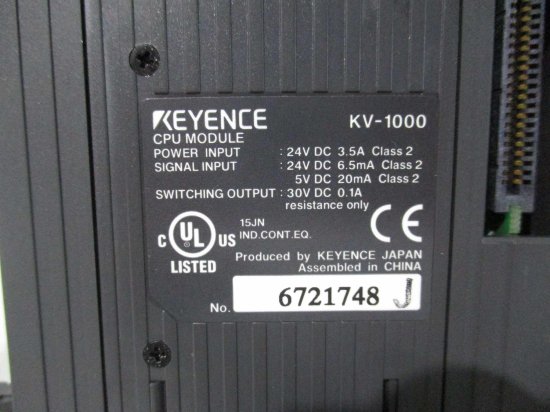 KEYENCE KV-1000
CPU MODULE
POWER INPUT : 24V DC 3.5A Class 2
SIGNAL INPUT : 24V DC 6.5mA Class 2
5V DC 20mA Class 2
SWITCHING OUTPUT : 30V DC 0.1A
resistance only
C UL US LISTED
15JN
IND.CONT.EQ.
CE
Produced by KEYENCE JAPAN
Assembled in CHINA
No. 6721748 J